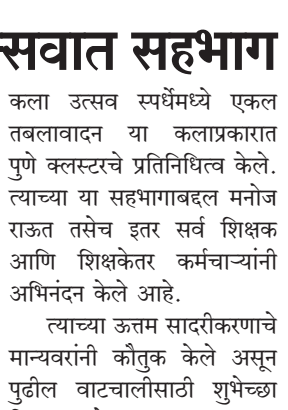 सवात सहभाग
कला उत्सव स्पर्धेमध्ये एकल
तबलावादन या कलाप्रकारात
पुणे क्लस्टरचे प्रतिनिधित्व केले.
त्याच्या या सहभागाबद्दल मनोज
राऊत तसेच इतर सर्व शिक्षक
आणि शिक्षकेतर कर्मचाऱ्यांनी
अभिनंदन केले आहे.
त्याच्या ऊत्तम सादरीकरणाचे
मान्यवरांनी कौतुक केले असून
पुढील वाटचालीसाठी शुभेच्छा